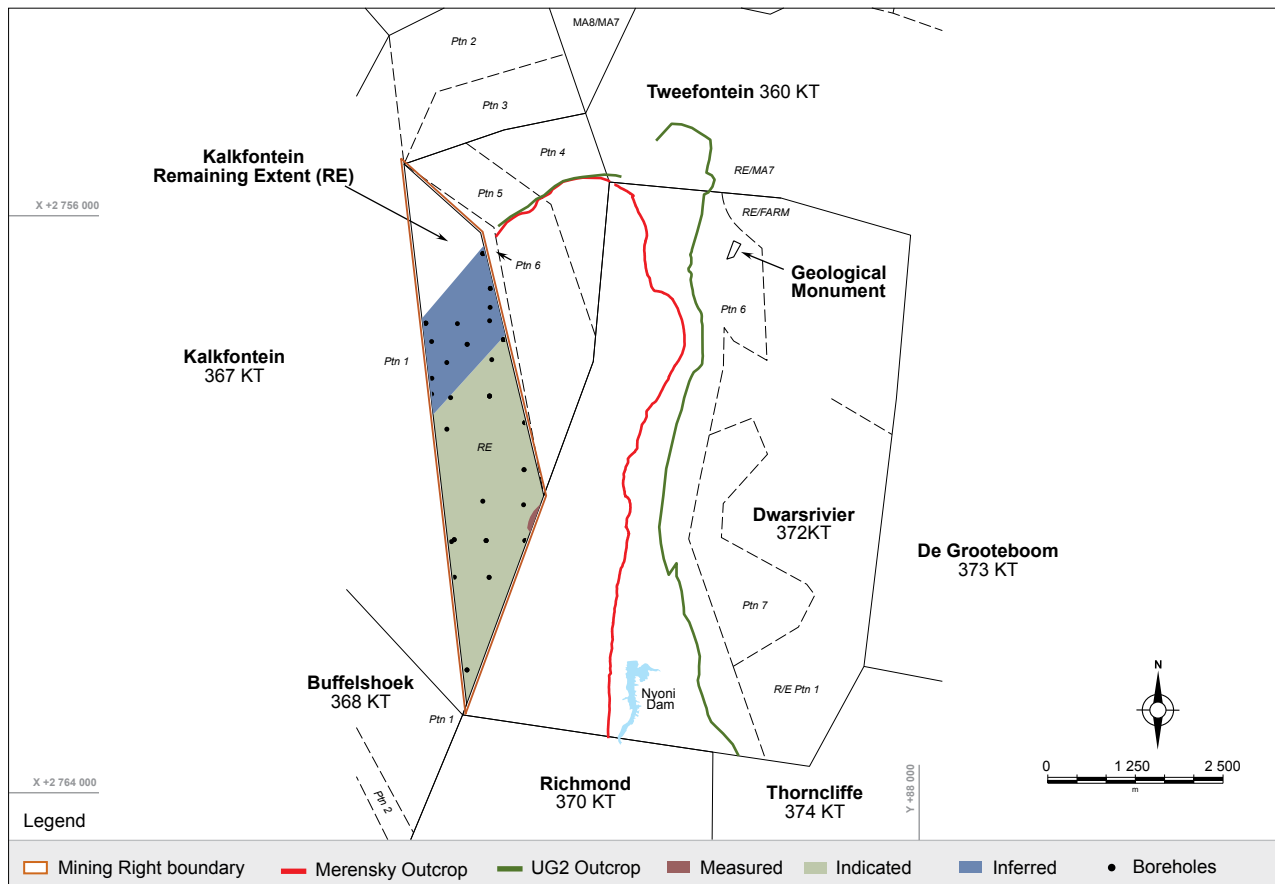 Ptn 2
MA8/MA7
Tweefontein 360 KT
Ptn 3
Kalkfontein
Remaining Extent (RE)
Ptn 4
RE/MA7
Ptn 5
X +2 756 000
RE/FARM
Ptn 6
Geological
Monument
Ptn 6
Kalkfontein
367 KT
Ptn 1
RE
Dwarsrivier
372KT
De Grooteboom
373 KT
Ptn 7
Buffelshoek
368 KT
Ptn 1
Nyoni
Dam
R/E Ptn 1
N
X +2 764 000
Ptn 2
Richmond
370 KT
Thorncliffe
374 KT
Y +88 000
0 1 250 2 500
m
Legend
Mining Right boundary Merensky Outcrop UG2 Outcrop Measured Indicated Inferred Boreholes